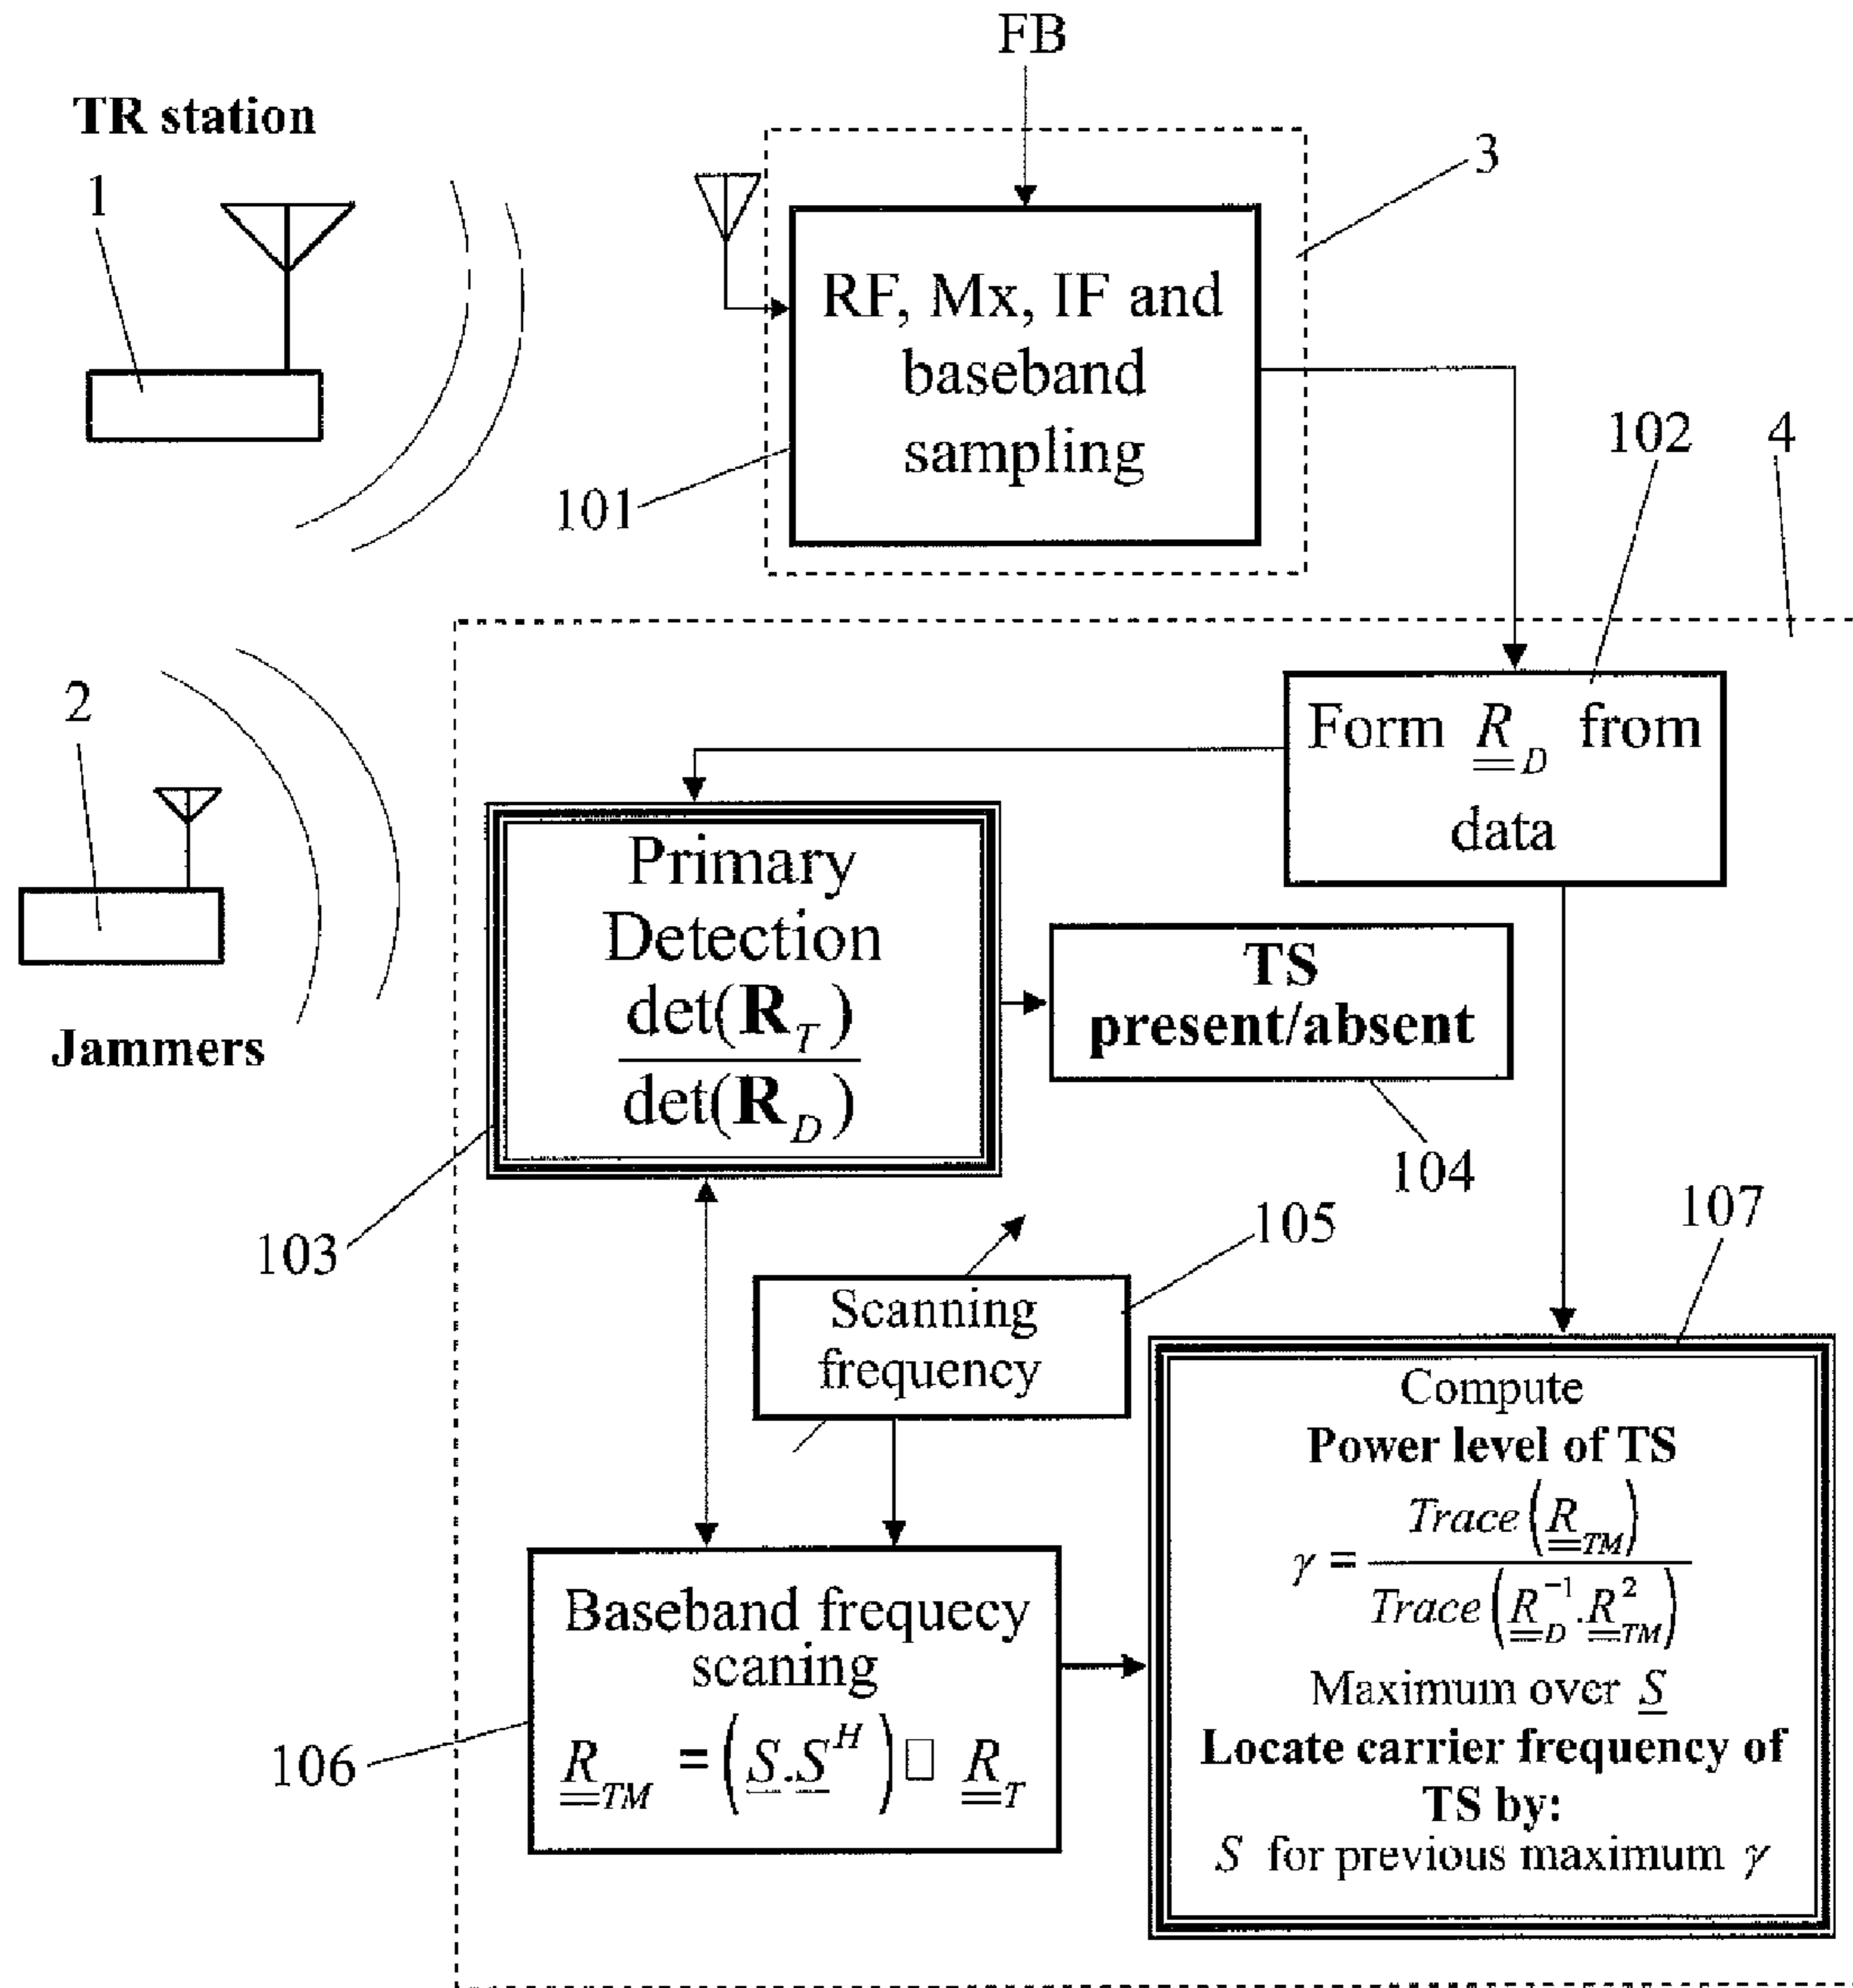 FB
TR station
1
3
RF, Mx, IF and
baseband
sampling
101
102
4
2
Jammers
Form R_D from
data
Primary
Detection
det(R_T)
det(R_D)
TS
present/absent
104
103
105
107
Scanning
frequency
Baseband frequecy
scaning
R_TM = (S.S^H) □ R_T
106
Compute
Power level of TS
γ = Trace(R_TM)
Trace(R_D^-1.R_TM^2)
Maximum over S
Locate carrier frequency of
TS by:
S for previous maximum γ